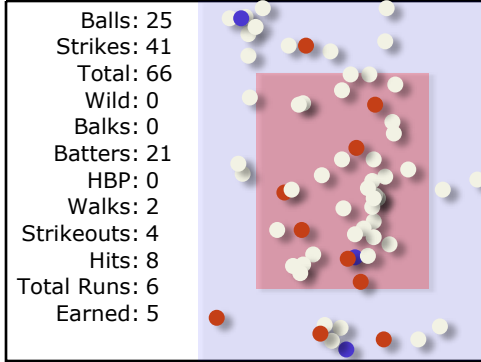 Balls: 25
Strikes: 41
Total: 66
Wild: 0
Balks: 0
Batters: 21
HBP: 0
Walks: 2
Strikeouts: 4
Hits: 8
Total Runs: 6
Earned: 5